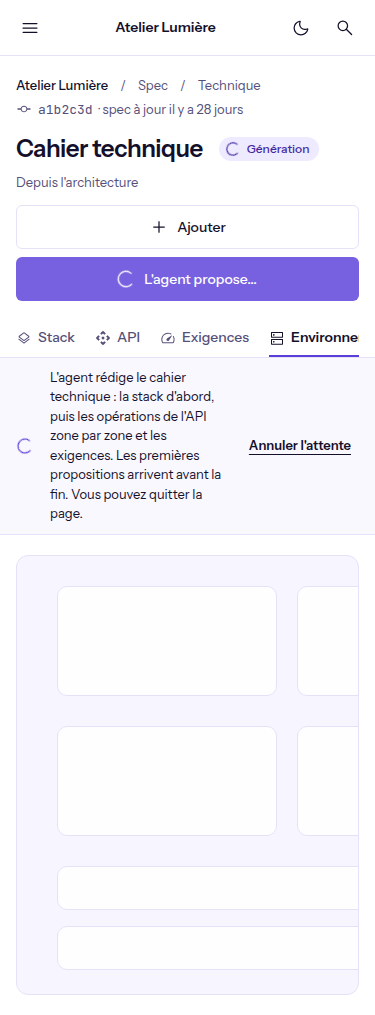 Atelier Lumière
Atelier Lumière / Spec / Technique
a1b2c3d · spec à jour il y a 28 jours
Cahier technique Génération
Depuis l'architecture
Ajouter
L'agent propose…
Stack API Exigences Environne
L'agent rédige le cahier
technique : la stack d'abord,
puis les opérations de l'API
zone par zone et les
exigences. Les premières
propositions arrivent avant la
fin. Vous pouvez quitter la
page.
Annuler l'attente